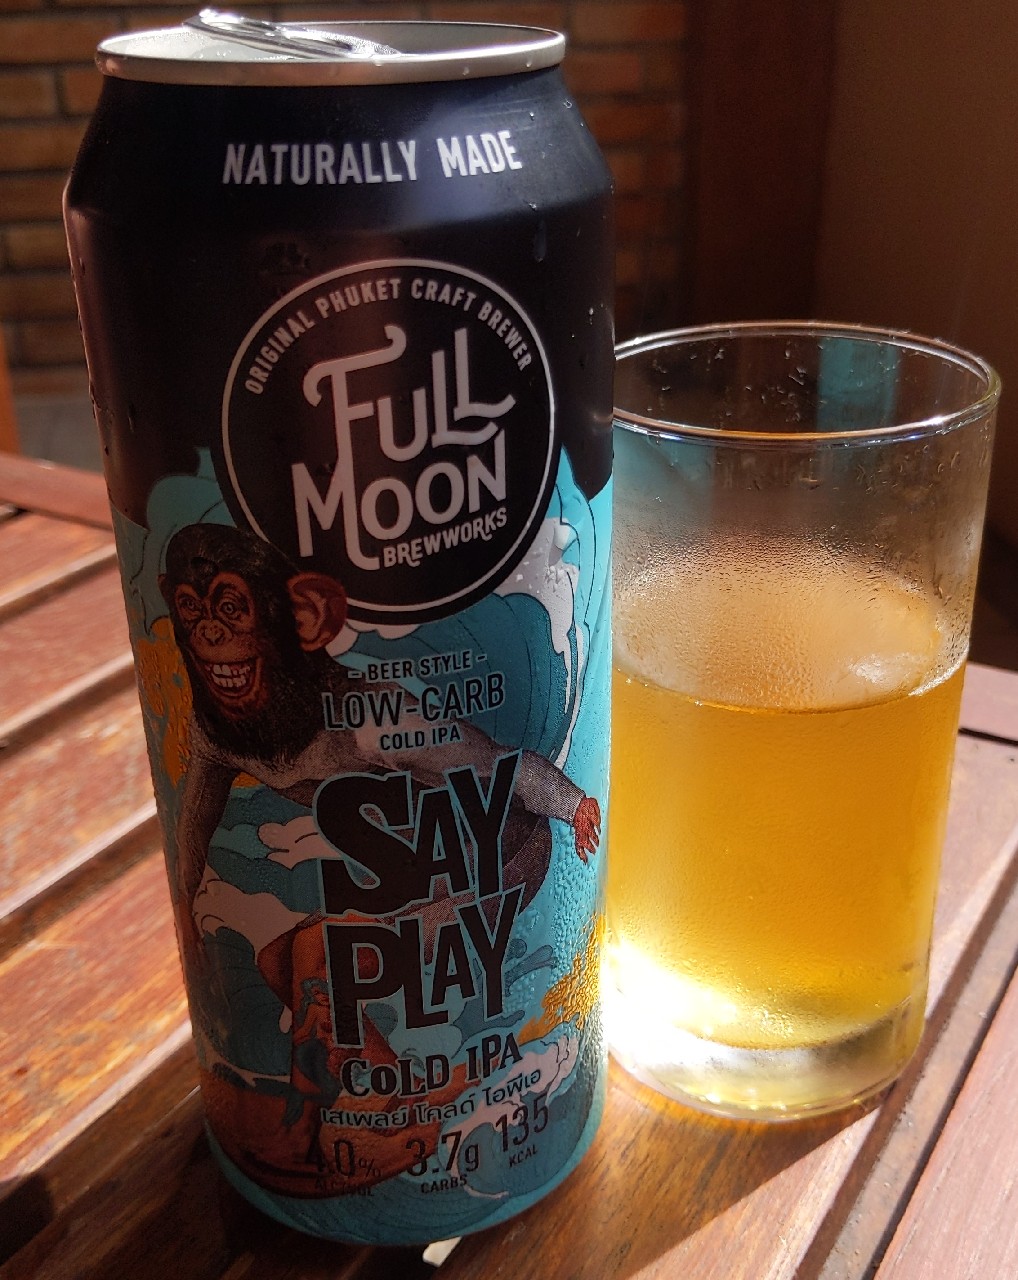 NATURALLY MADE
ORIGINAL PHUKET CRAFT BREWER
FULL
MOON
BREWWORKS
- BEER STYLE -
LOW-CARB
COLD IPA
SAY
PLAY
COLD IPA
เสเพลย์ โคลด์ ไอพีเอ
4.0% 3.7g 135
CARBS KCAL